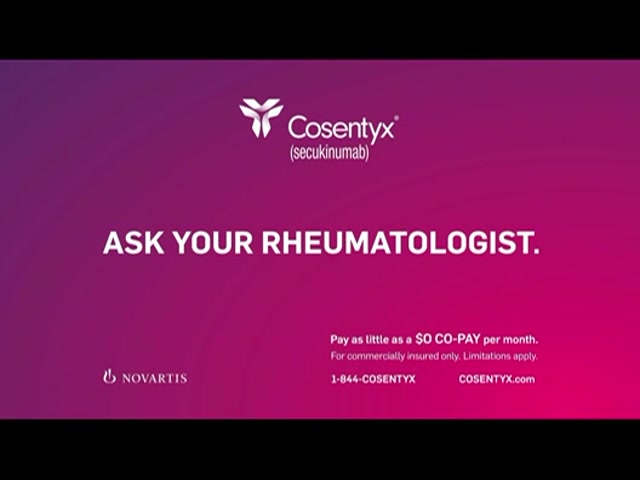 Cosentyx®
(secukinumab)
ASK YOUR RHEUMATOLOGIST.
Pay as little as a $0 CO-PAY per month.
For commercially insured only. Limitations apply.
NOVARTIS
1-844-COSENTYX COSENTYX.com